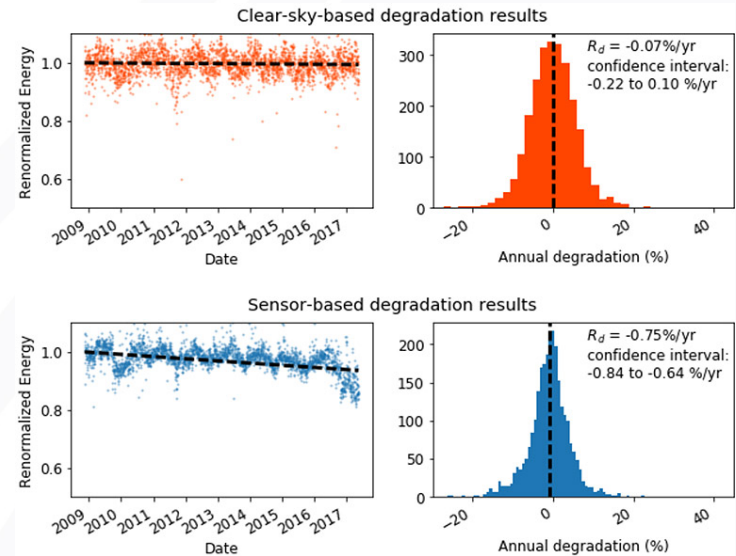 Clear-sky-based degradation results
Renormalized Energy
1.0
0.8
0.6
2009 2010 2011 2012 2013 2014 2015 2016 2017
Date
300
200
100
0
R_d = -0.07%/yr
confidence interval:
-0.22 to 0.10 %/yr
−20 0 20 40
Annual degradation (%)
Sensor-based degradation results
Renormalized Energy
1.0
0.8
0.6
2009 2010 2011 2012 2013 2014 2015 2016 2017
Date
200
150
100
50
0
R_d = -0.75%/yr
confidence interval:
-0.84 to -0.64 %/yr
−20 0 20 40
Annual degradation (%)